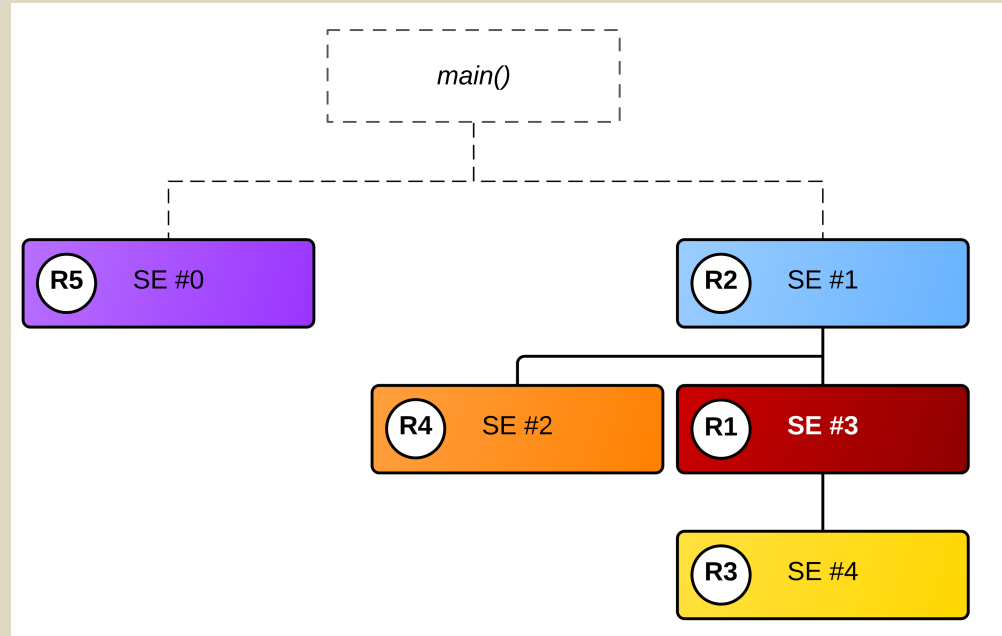 main()
R5 SE #0
R2 SE #1
R4 SE #2
R1 SE #3
R3 SE #4